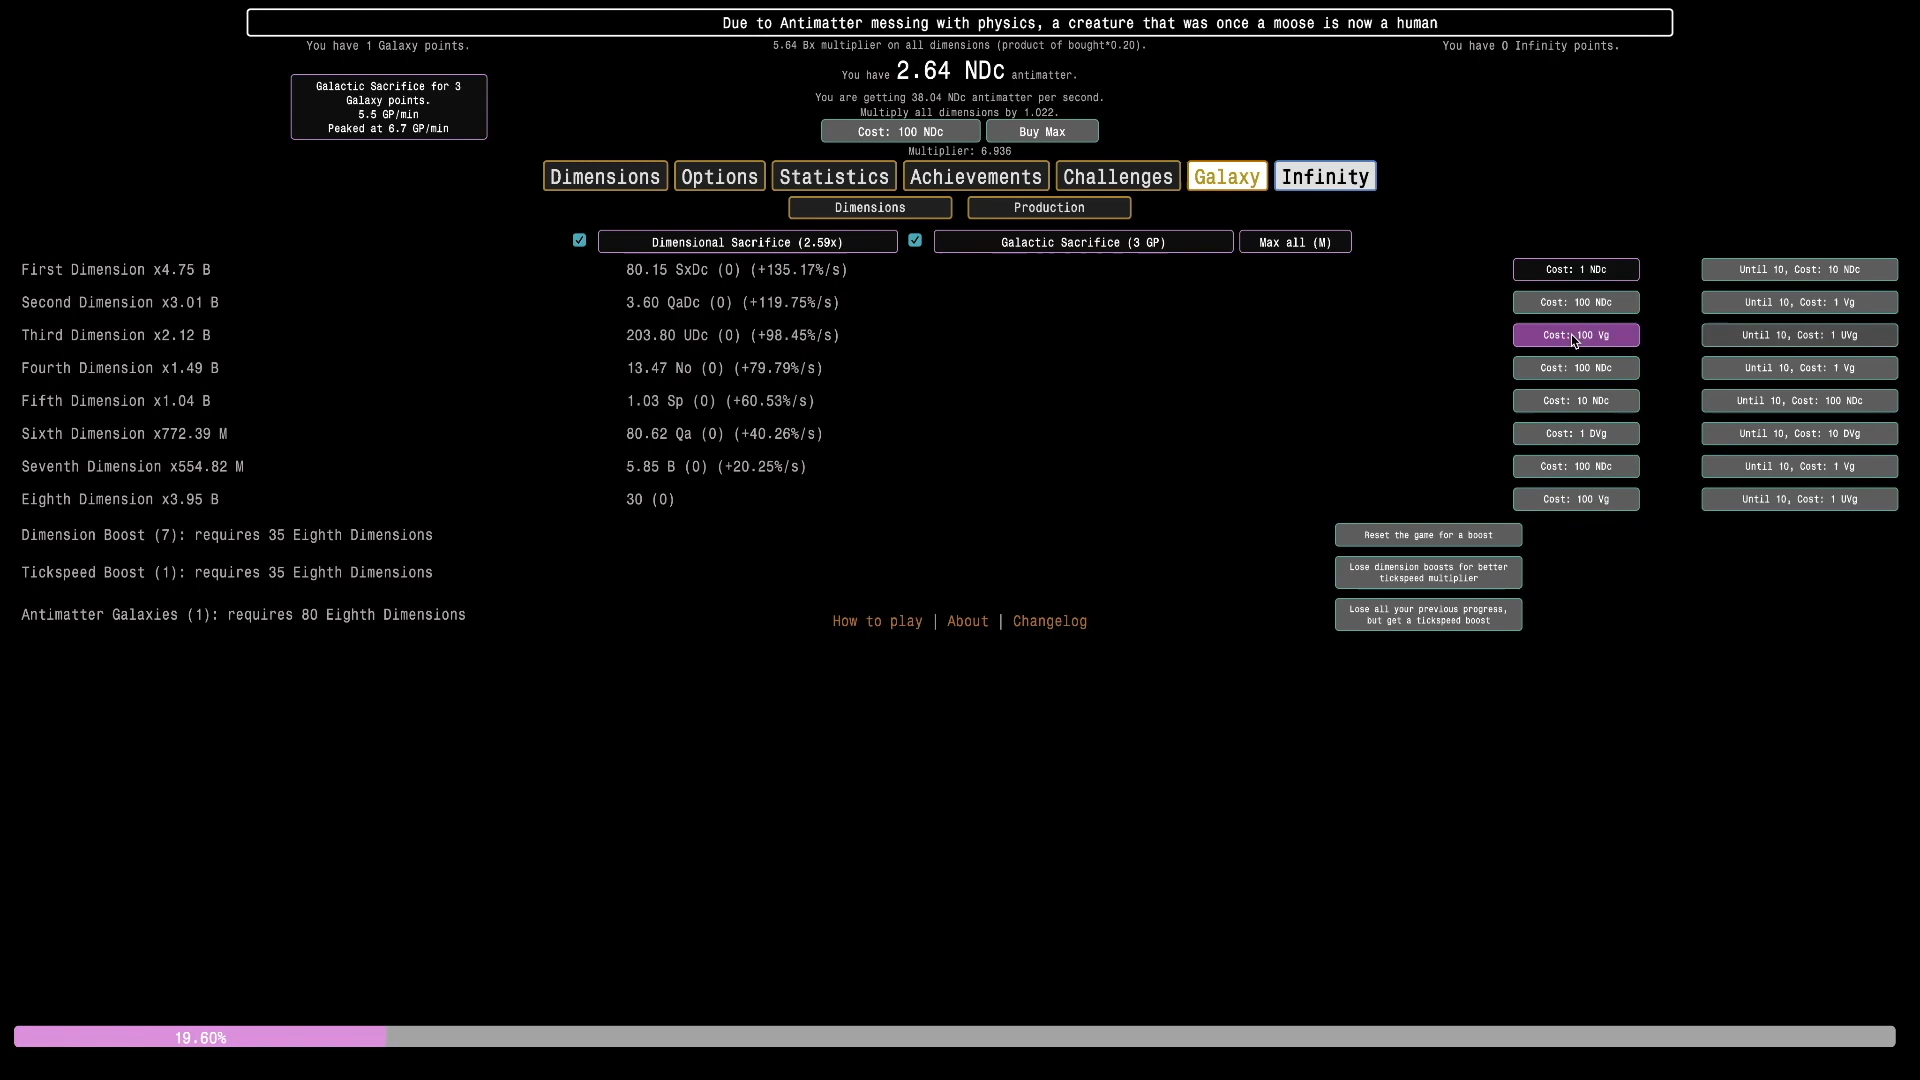 Due to Antimatter messing with physics, a creature that was once a moose is now a human
You have 1 Galaxy points.
5.64 Bx multiplier on all dimensions (product of bought*0.20).
You have 0 Infinity points.
You have 2.64 NDc antimatter.
Galactic Sacrifice for 3
Galaxy points.
5.5 GP/min
Peaked at 6.7 GP/min
You are getting 38.04 NDc antimatter per second.
Multiply all dimensions by 1.022.
Cost: 100 NDc
Buy Max
Multiplier: 6.936
Dimensions
Options
Statistics
Achievements
Challenges
Galaxy
Infinity
Dimensions
Production
Dimensional Sacrifice (2.59x)
Galactic Sacrifice (3 GP)
Max all (M)
First Dimension x4.75 B
80.15 SxDc (0) (+135.17%/s)
Cost: 1 NDc
Until 10, Cost: 10 NDc
Second Dimension x3.01 B
3.60 QaDc (0) (+119.75%/s)
Cost: 100 NDc
Until 10, Cost: 1 Vg
Third Dimension x2.12 B
203.80 UDc (0) (+98.45%/s)
Cost: 100 Vg
Until 10, Cost: 1 UVg
Fourth Dimension x1.49 B
13.47 No (0) (+79.79%/s)
Cost: 100 NDc
Until 10, Cost: 1 Vg
Fifth Dimension x1.04 B
1.03 Sp (0) (+60.53%/s)
Cost: 10 NDc
Until 10, Cost: 100 NDc
Sixth Dimension x772.39 M
80.62 Qa (0) (+40.26%/s)
Cost: 1 DVg
Until 10, Cost: 10 DVg
Seventh Dimension x554.82 M
5.85 B (0) (+20.25%/s)
Cost: 100 NDc
Until 10, Cost: 1 Vg
Eighth Dimension x3.95 B
30 (0)
Cost: 100 Vg
Until 10, Cost: 1 UVg
Dimension Boost (7): requires 35 Eighth Dimensions
Reset the game for a boost
Tickspeed Boost (1): requires 35 Eighth Dimensions
Lose dimension boosts for better
tickspeed multiplier
Antimatter Galaxies (1): requires 80 Eighth Dimensions
Lose all your previous progress,
but get a tickspeed boost
How to play | About | Changelog
19.60%